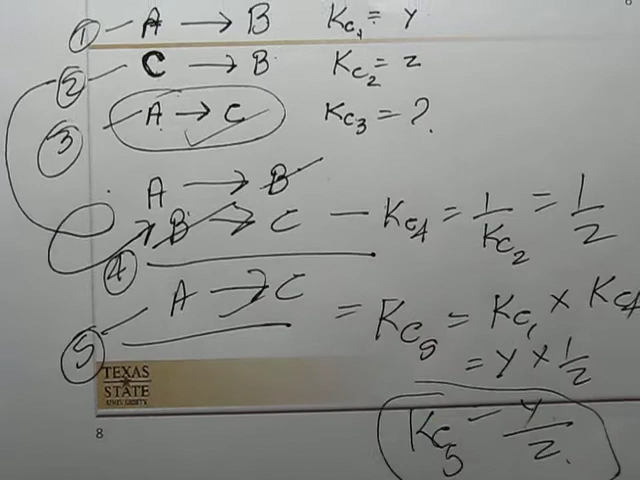 ① A → B Kc₁ = Y
② C → B Kc₂ = Z
③ A → C Kc₃ = ?
A → B
④ B → C — Kc₄ = 1/Kc₂ = 1/Z
⑤ A → C = Kc₅ = Kc₁ × Kc₄
= Y × 1/Z
Kc₅ = Y/Z
TEXAS
STATE
UNIVERSITY
8